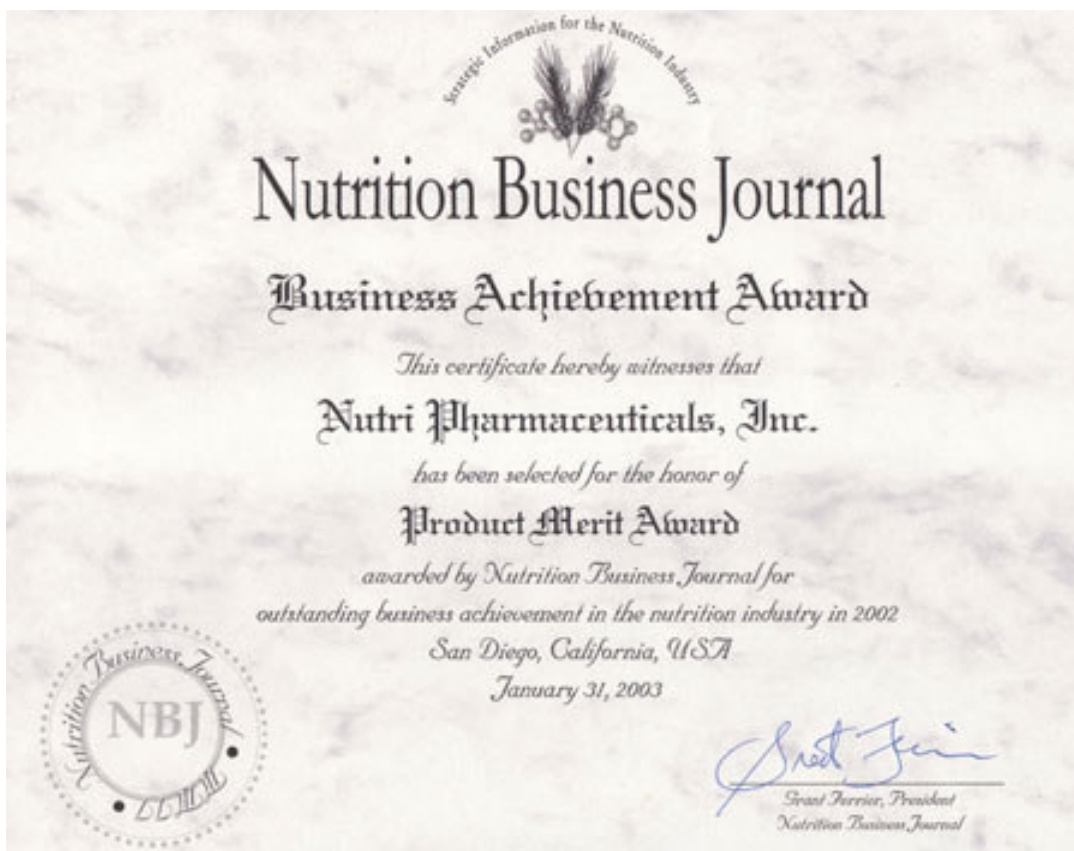 Strategic Information for the Nutrition Industry
Nutrition Business Journal
Business Achievement Award
This certificate hereby witnesses that
Nutri Pharmaceuticals, Inc.
has been selected for the honor of
Product Merit Award
awarded by Nutrition Business Journal for
outstanding business achievement in the nutrition industry in 2002
San Diego, California, USA
January 31, 2003
Nutrition Business Journal
NBJ
Grant Ferrier, President
Nutrition Business Journal